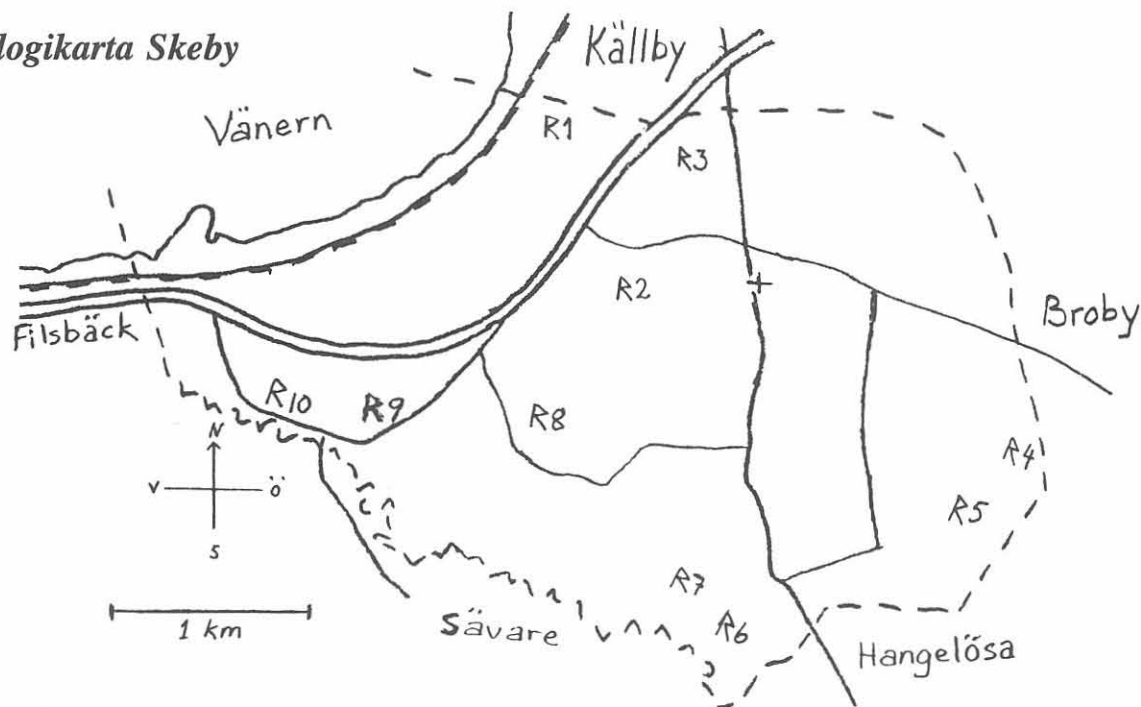 logikarta Skeby
Källby
Vänern
R1
R3
R2
Broby
Filsbäck
R10
R9
R8
N
V
Ö
S
R4
R5
R7
R6
1 km
Sävare
Hangelösa